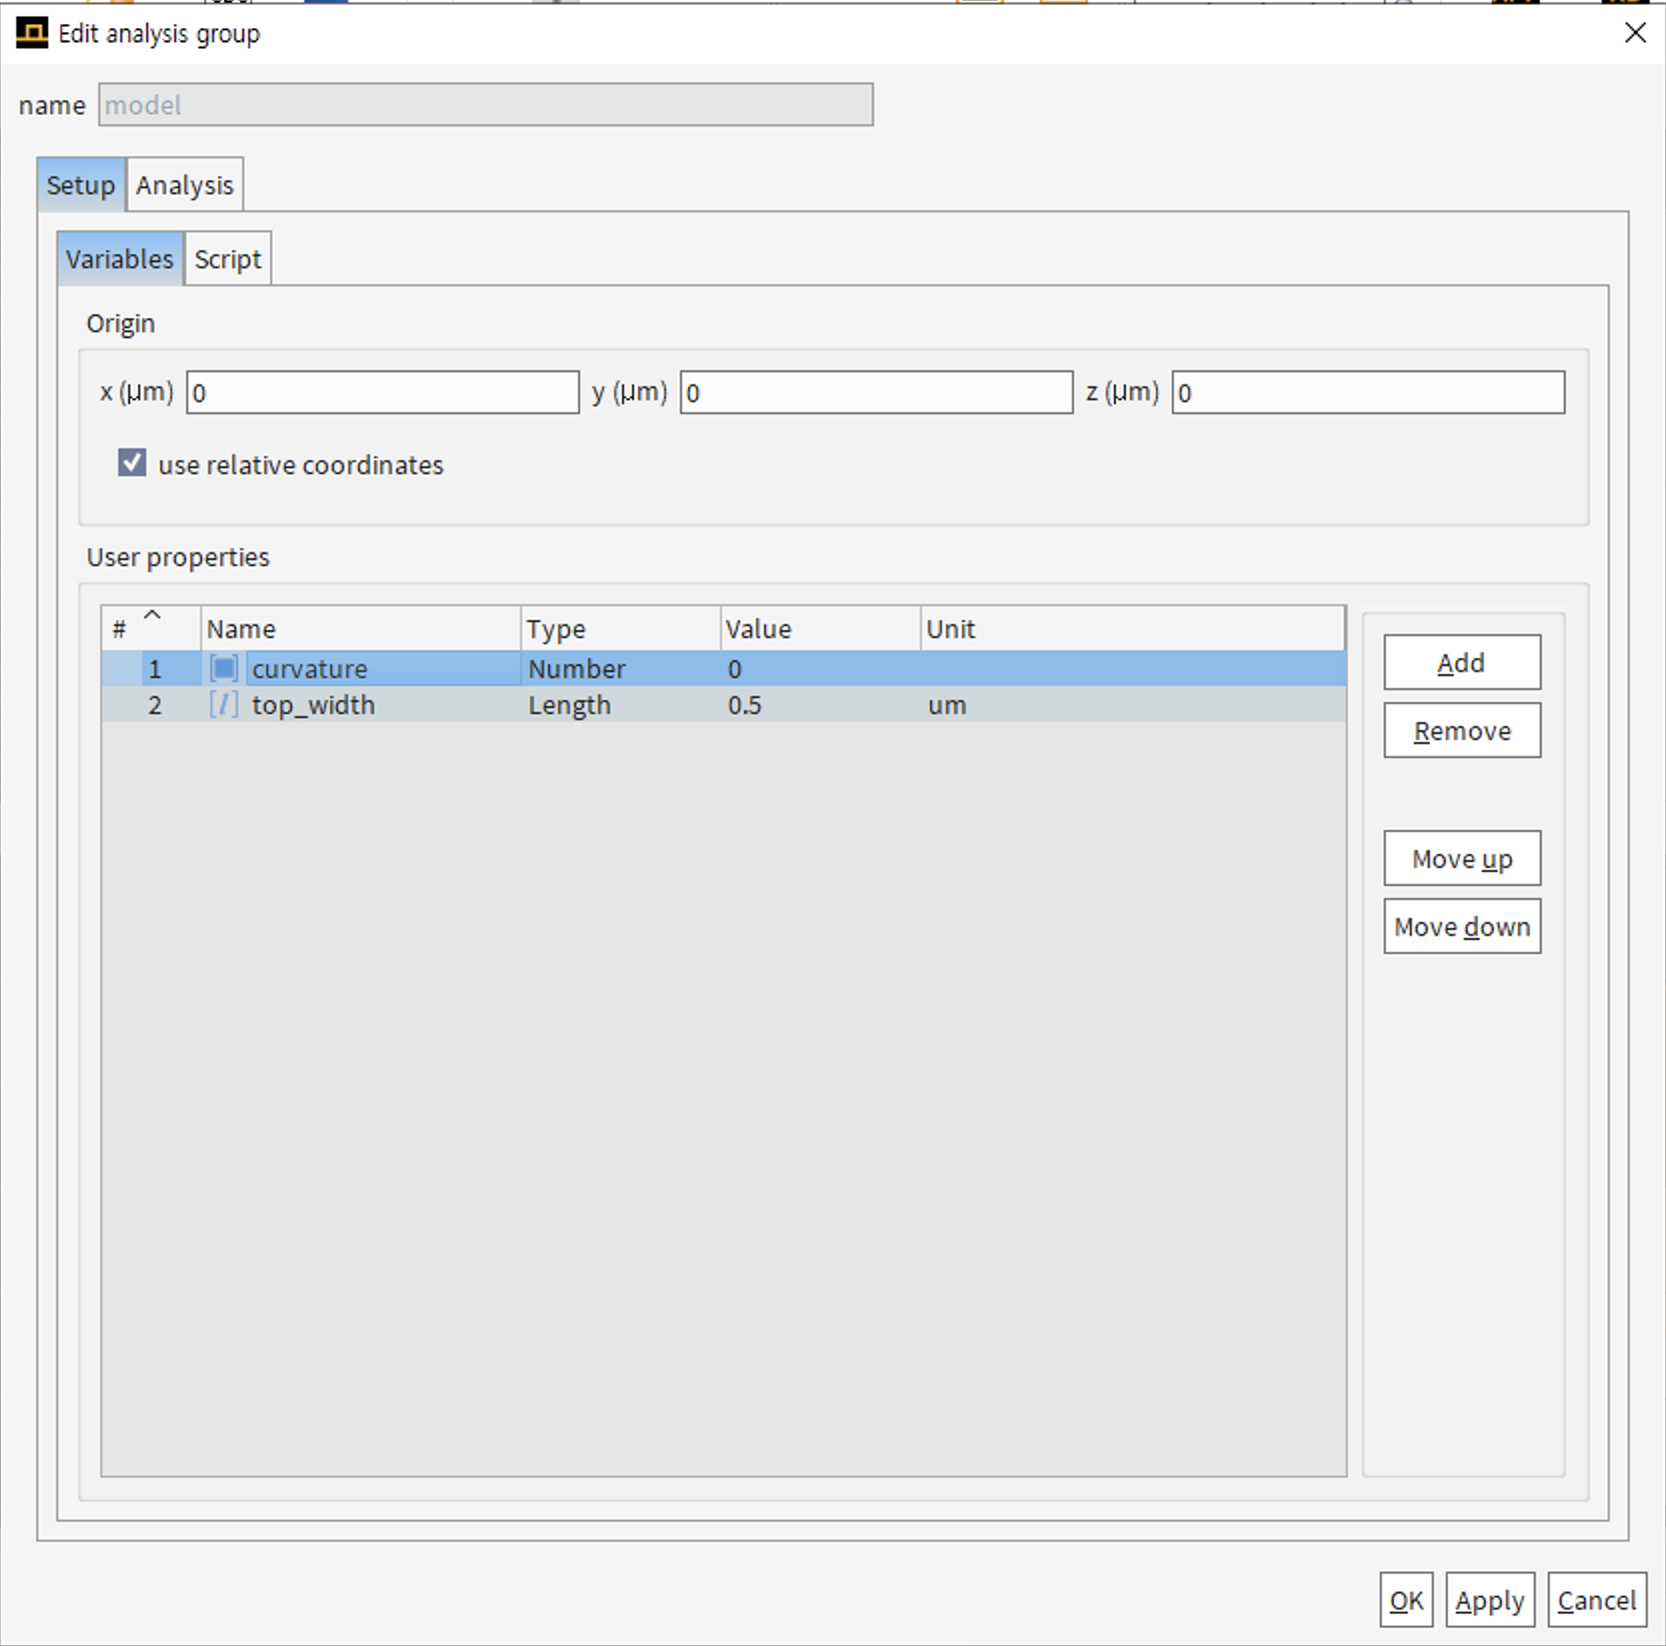 Edit analysis group
name model
Setup Analysis
Variables Script
Origin
x (µm) 0 y (µm) 0 z (µm) 0
use relative coordinates
User properties
# Name Type Value Unit
1 curvature Number 0
2 top_width Length 0.5 um
Add
Remove
Move up
Move down
OK Apply Cancel